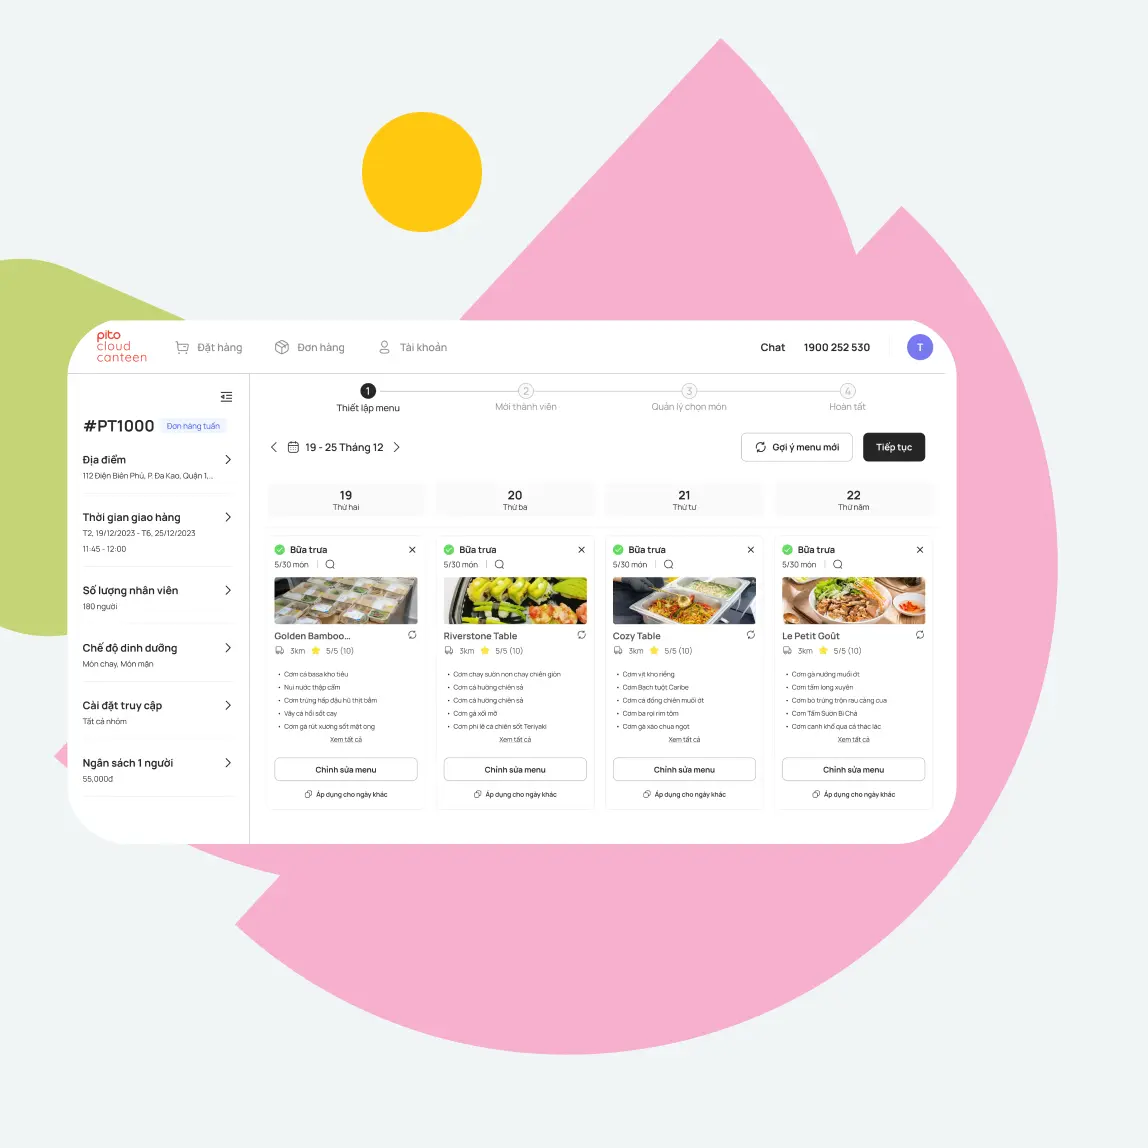 pito
cloud
canteen
Đặt hàng
Đơn hàng
Tài khoản
Chat
1900 252 530
T
#PT1000
Đơn hàng tuần
Địa điểm
112 Điện Biên Phủ, P. Đa Kao, Quận 1,...
Thời gian giao hàng
T2, 19/12/2023 - T6, 25/12/2023
11:45 - 12:00
Số lượng nhân viên
180 người
Chế độ dinh dưỡng
Món chay, Món mặn
Cài đặt truy cập
Tất cả nhóm
Ngân sách 1 người
55,000đ
1
Thiết lập menu
2
Mời thành viên
3
Quản lý chọn món
4
Hoàn tất
19 - 25 Tháng 12
Gợi ý menu mới
Tiếp tục
19
Thứ hai
20
Thứ ba
21
Thứ tư
22
Thứ năm
Bữa trưa
5/30 món
Golden Bamboo...
3km
5/5 (10)
• Cơm cá basa kho tiêu
• Nui nước thập cẩm
• Cơm trứng hấp đậu hũ thịt bằm
• Vây cá hồi sốt cay
• Cơm gà rút xương sốt mật ong
Xem tất cả
Chỉnh sửa menu
Áp dụng cho ngày khác
Bữa trưa
5/30 món
Riverstone Table
3km
5/5 (10)
• Cơm chay sườn non chay chiên giòn
• Cơm cá hường chiên sả
• Cơm cá hường chiên sả
• Cơm gà xối mỡ
• Cơm phi lê cá chiên sốt Teriyaki
Xem tất cả
Chỉnh sửa menu
Áp dụng cho ngày khác
Bữa trưa
5/30 món
Cozy Table
3km
5/5 (10)
• Cơm vịt kho riềng
• Cơm Bạch tuột Caribe
• Cơm cá đồng chiên muối ớt
• Cơm ba rọi rim tôm
• Cơm gà xào chua ngọt
Xem tất cả
Chỉnh sửa menu
Áp dụng cho ngày khác
Bữa trưa
5/30 món
Le Petit Goût
3km
5/5 (10)
• Cơm gà nướng muối ớt
• Cơm tấm long xuyên
• Cơm bò trứng trộn rau càng cua
• Cơm Tấm Sườn Bì Chả
• Cơm canh khổ qua cá thác lác
Xem tất cả
Chỉnh sửa menu
Áp dụng cho ngày khác